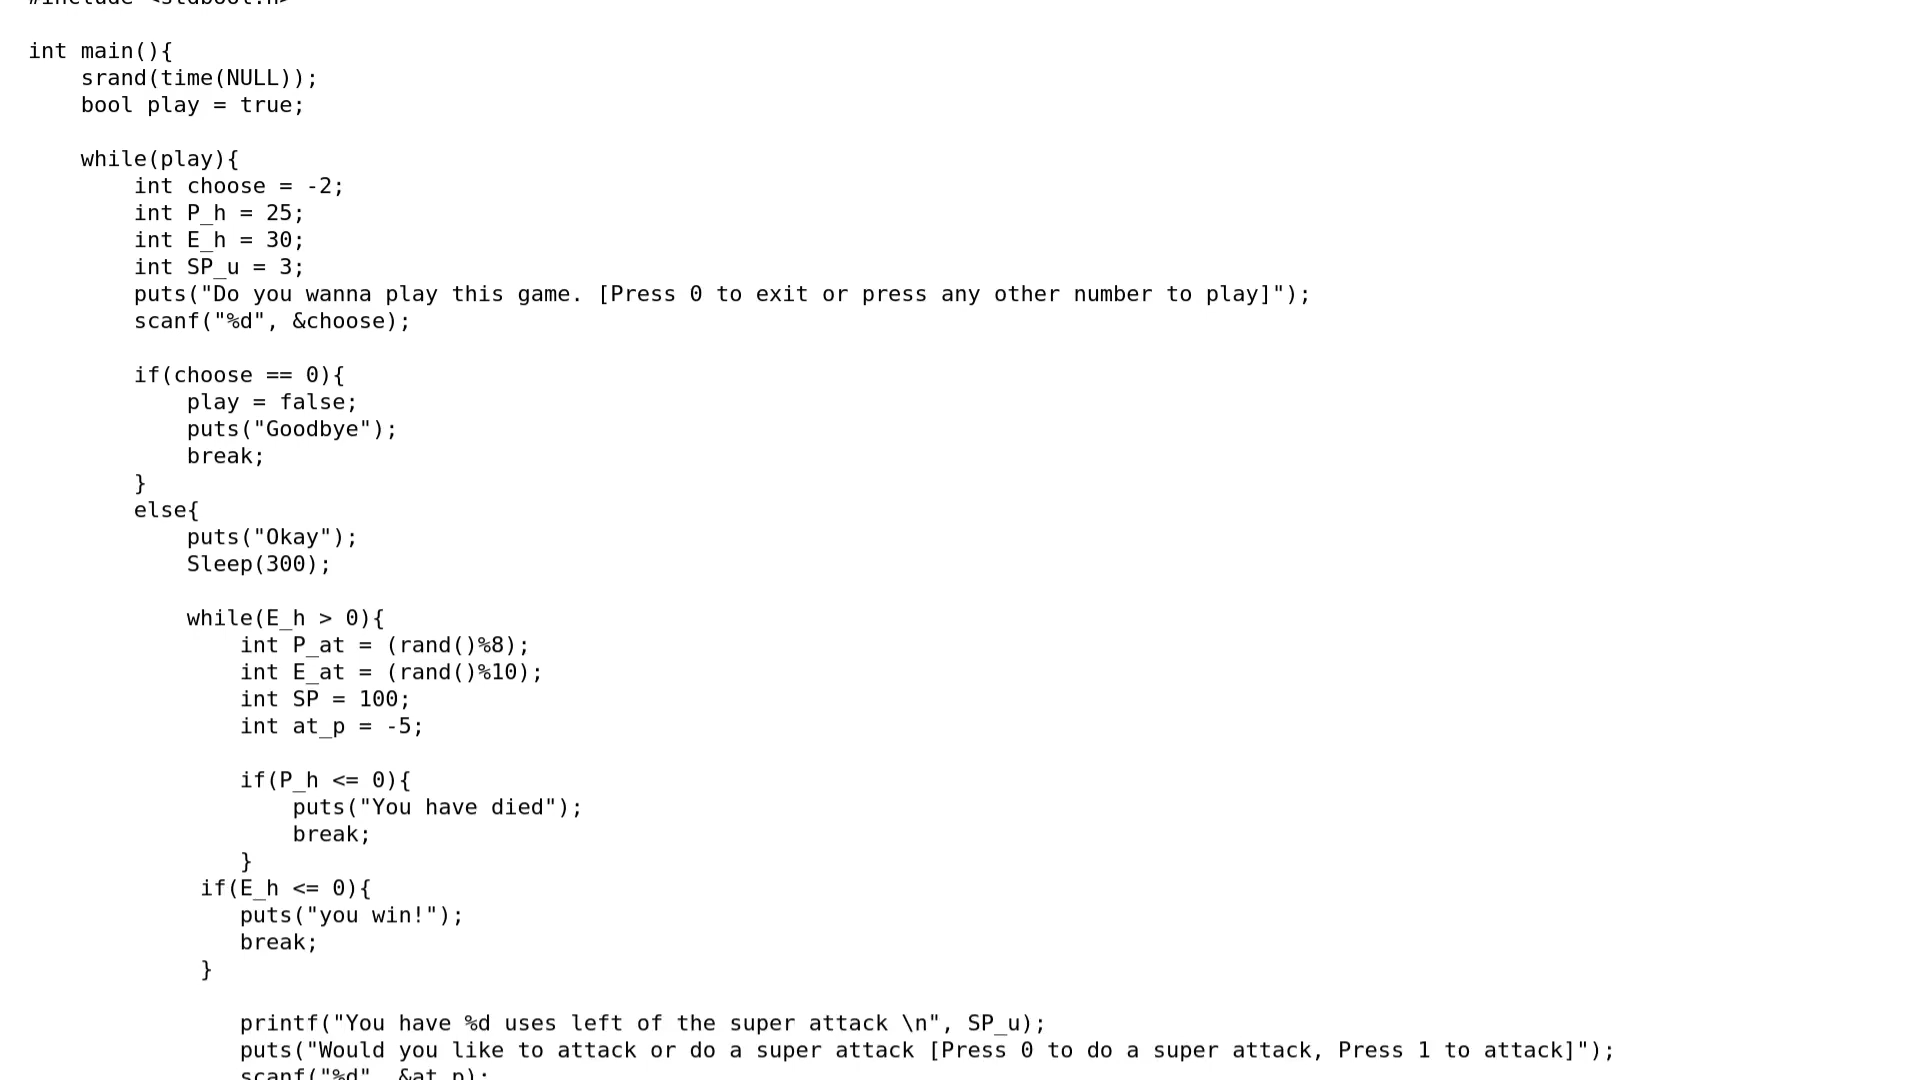 #include <stdbool.h>
int main(){
    srand(time(NULL));
    bool play = true;
    while(play){
        int choose = -2;
        int P_h = 25;
        int E_h = 30;
        int SP_u = 3;
        puts("Do you wanna play this game. [Press 0 to exit or press any other number to play]");
        scanf("%d", &choose);
        if(choose == 0){
            play = false;
            puts("Goodbye");
            break;
        }
        else{
            puts("Okay");
            Sleep(300);
            while(E_h > 0){
                int P_at = (rand()%8);
                int E_at = (rand()%10);
                int SP = 100;
                int at_p = -5;
                if(P_h <= 0){
                    puts("You have died");
                    break;
                }
             if(E_h <= 0){
                puts("you win!");
                break;
             }
                printf("You have %d uses left of the super attack \n", SP_u);
                puts("Would you like to attack or do a super attack [Press 0 to do a super attack, Press 1 to attack]");
                scanf("%d", &at_p);